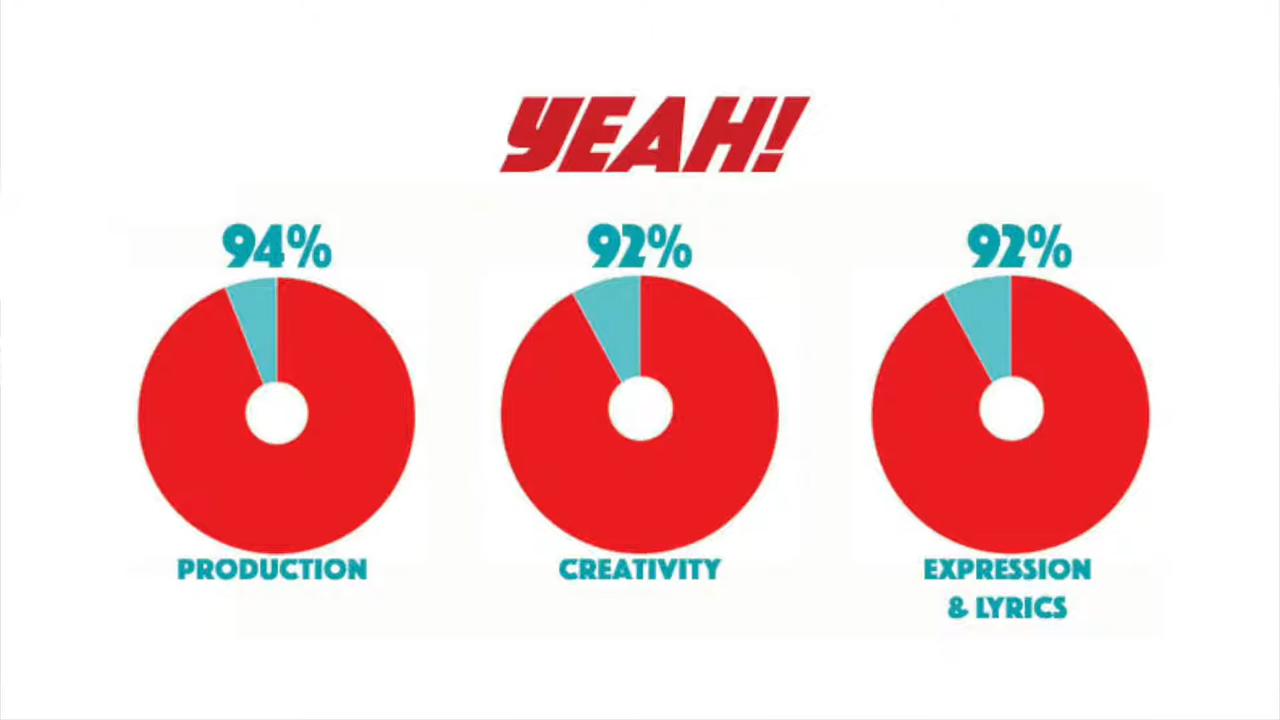 YEAH!
94%
92%
92%
PRODUCTION
CREATIVITY
EXPRESSION
& LYRICS